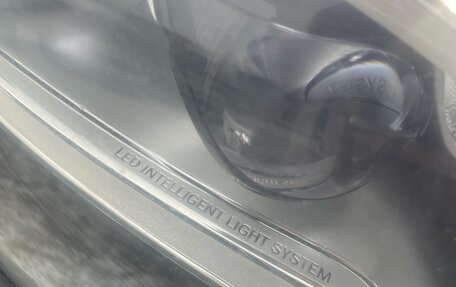 LED INTELLIGENT LIGHT SYSTEM